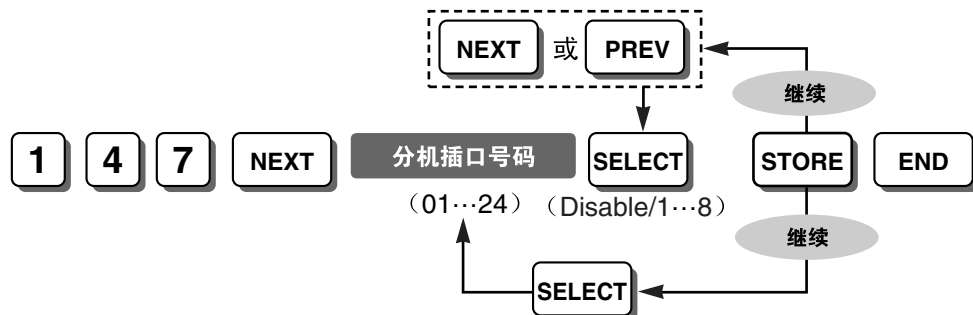 NEXT 或 PREV
继续
1 4 7 NEXT 分机插口号码 SELECT STORE END
(01⋯24) (Disable/1⋯8)
继续
SELECT